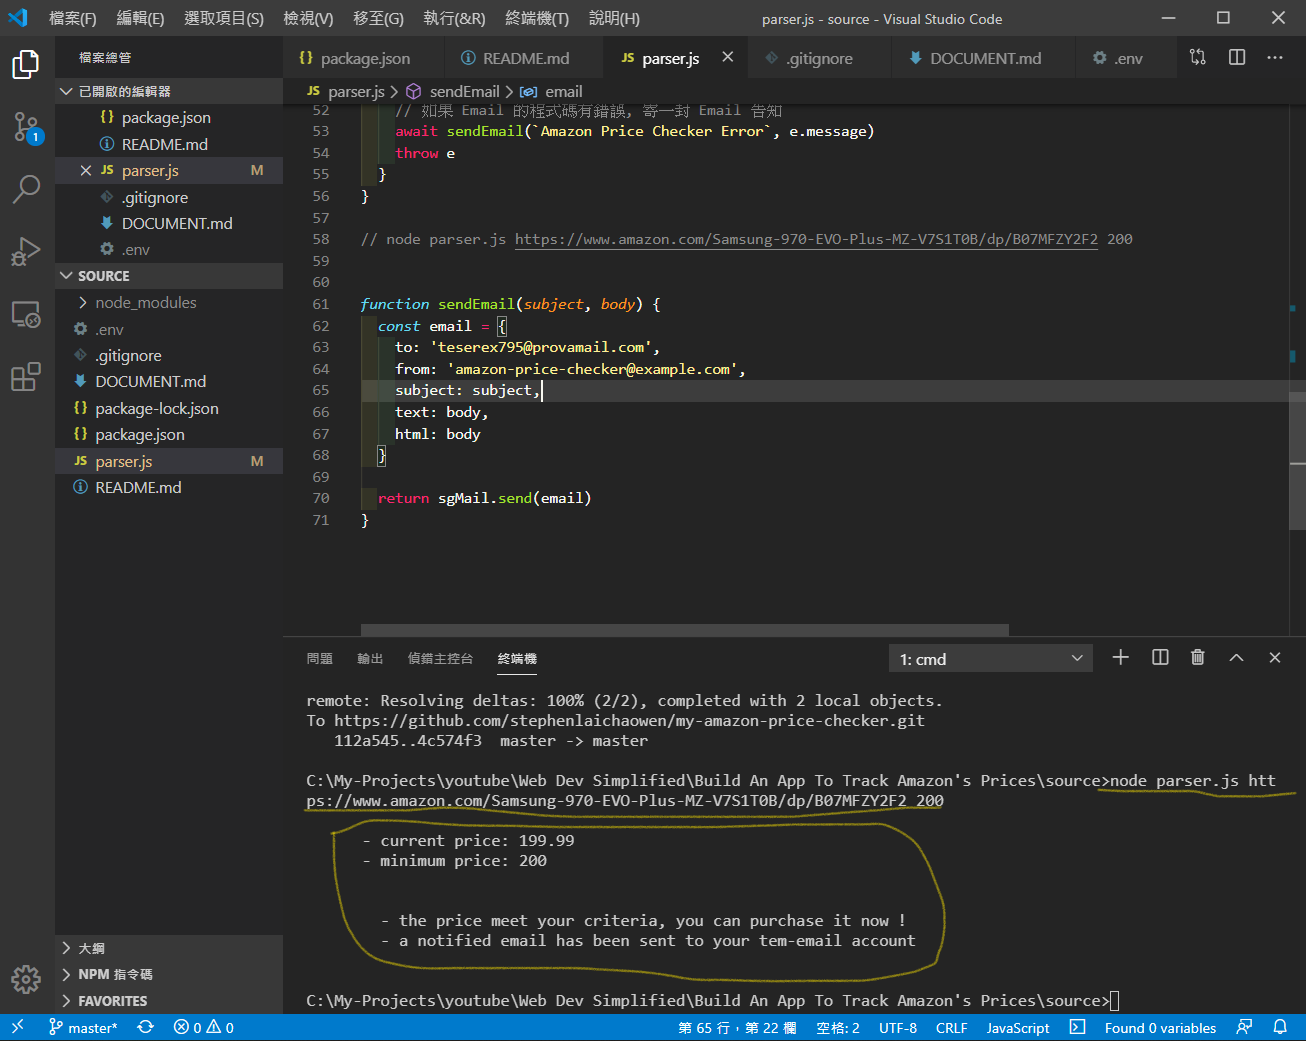 檔案(F) 編輯(E) 選取項目(S) 檢視(V) 移至(G) 執行(&R) 終端機(T) 說明(H) parser.js - source - Visual Studio Code
檔案總管
package.json README.md parser.js .gitignore DOCUMENT.md .env
已開啟的編輯器
package.json
README.md
parser.js M
.gitignore
DOCUMENT.md
.env
SOURCE
node_modules
.env
.gitignore
DOCUMENT.md
package-lock.json
package.json
parser.js M
README.md
大綱
NPM 指令碼
FAVORITES
1
JS parser.js > sendEmail > email
52 // 如果 Email 的程式碼有錯誤, 寄一封 Email 告知
53 await sendEmail(`Amazon Price Checker Error`, e.message)
54 throw e
55 }
56 }
57
58 // node parser.js https://www.amazon.com/Samsung-970-EVO-Plus-MZ-V7S1T0B/dp/B07MFZY2F2 200
59
60
61 function sendEmail(subject, body) {
62 const email = {
63 to: 'teserex795@provamail.com',
64 from: 'amazon-price-checker@example.com',
65 subject: subject,
66 text: body,
67 html: body
68 }
69
70 return sgMail.send(email)
71 }
問題 輸出 偵錯主控台 終端機 1: cmd
remote: Resolving deltas: 100% (2/2), completed with 2 local objects.
To https://github.com/stephenlaichaowen/my-amazon-price-checker.git
112a545..4c574f3 master -> master
C:\My-Projects\youtube\Web Dev Simplified\Build An App To Track Amazon's Prices\source>node parser.js htt
ps://www.amazon.com/Samsung-970-EVO-Plus-MZ-V7S1T0B/dp/B07MFZY2F2 200
- current price: 199.99
- minimum price: 200
- the price meet your criteria, you can purchase it now !
- a notified email has been sent to your tem-email account
C:\My-Projects\youtube\Web Dev Simplified\Build An App To Track Amazon's Prices\source>
master* 0 0 第 65 行，第 22 欄 空格: 2 UTF-8 CRLF JavaScript Found 0 variables